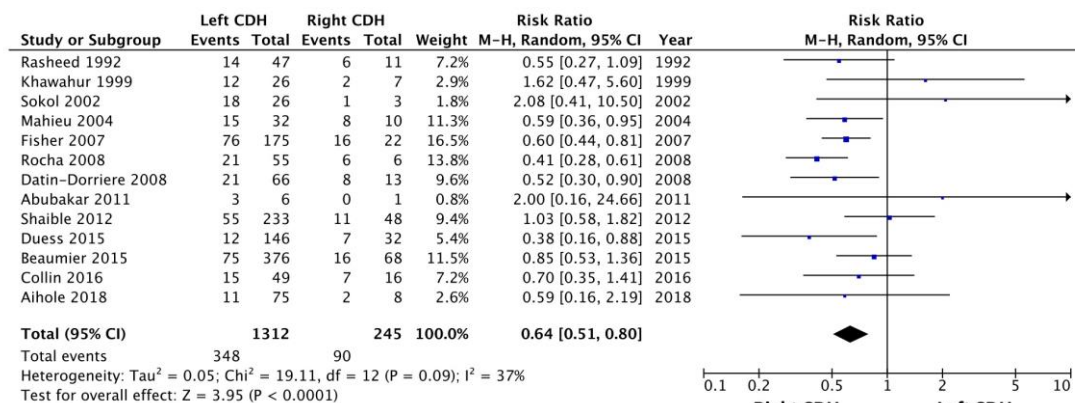 Left CDH Right CDH Risk Ratio Risk Ratio
Study or Subgroup Events Total Events Total Weight M-H, Random, 95% CI Year M-H, Random, 95% CI
Rasheed 1992 14 47 6 11 7.2% 0.55 [0.27, 1.09] 1992
Khawahur 1999 12 26 2 7 2.9% 1.62 [0.47, 5.60] 1999
Sokol 2002 18 26 1 3 1.8% 2.08 [0.41, 10.50] 2002
Mahieu 2004 15 32 8 10 11.3% 0.59 [0.36, 0.95] 2004
Fisher 2007 76 175 16 22 16.5% 0.60 [0.44, 0.81] 2007
Rocha 2008 21 55 6 6 13.8% 0.41 [0.28, 0.61] 2008
Datin-Dorriere 2008 21 66 8 13 9.6% 0.52 [0.30, 0.90] 2008
Abubakar 2011 3 6 0 1 0.8% 2.00 [0.16, 24.66] 2011
Shaible 2012 55 233 11 48 9.4% 1.03 [0.58, 1.82] 2012
Duess 2015 12 146 7 32 5.4% 0.38 [0.16, 0.88] 2015
Beaumier 2015 75 376 16 68 11.5% 0.85 [0.53, 1.36] 2015
Collin 2016 15 49 7 16 7.2% 0.70 [0.35, 1.41] 2016
Aihole 2018 11 75 2 8 2.6% 0.59 [0.16, 2.19] 2018
Total (95% CI) 1312 245 100.0% 0.64 [0.51, 0.80]
Total events 348 90
Heterogeneity: Tau² = 0.05; Chi² = 19.11, df = 12 (P = 0.09); I² = 37%
Test for overall effect: Z = 3.95 (P < 0.0001)
0.1 0.2 0.5 1 2 5 10
Right CDH Left CDH